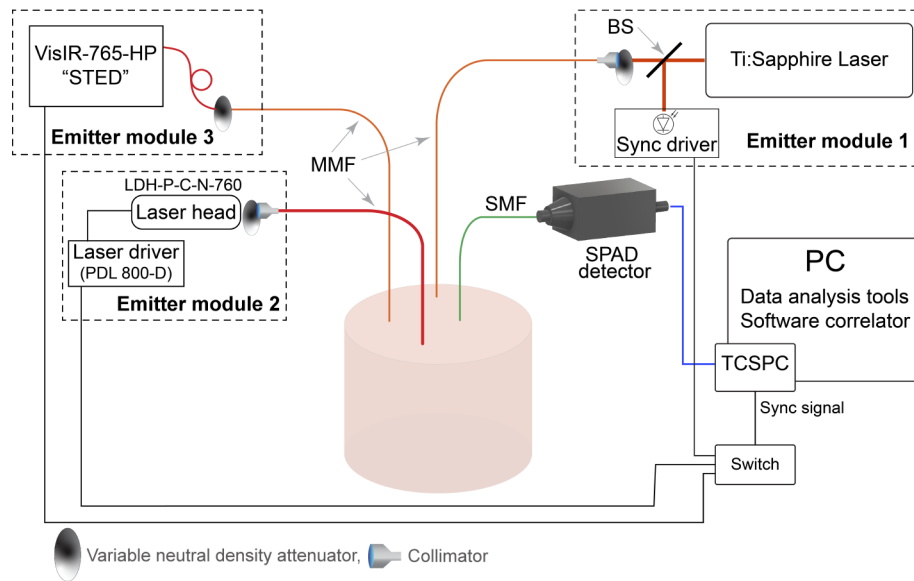 VisIR-765-HP
“STED”
Emitter module 3
BS
Ti:Sapphire Laser
Sync driver
Emitter module 1
MMF
LDH-P-C-N-760
Laser head
Laser driver
(PDL 800-D)
Emitter module 2
SMF
SPAD
detector
PC
Data analysis tools
Software correlator
TCSPC
Sync signal
Switch
Variable neutral density attenuator,
Collimator